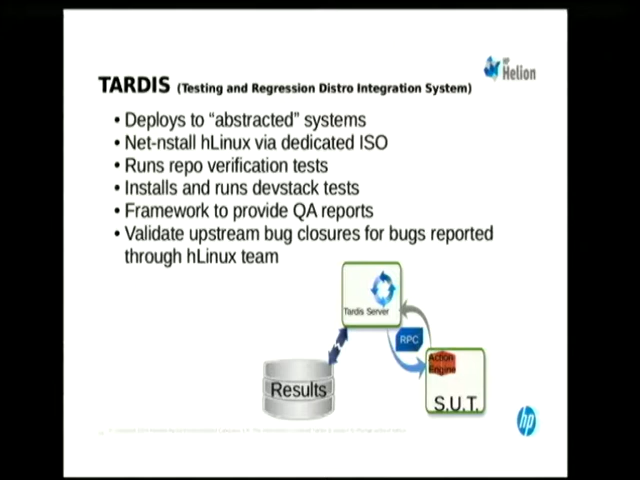 HP
Helion
TARDIS (Testing and Regression Distro Integration System)
• Deploys to “abstracted” systems
• Net-nstall hLinux via dedicated ISO
• Runs repo verification tests
• Installs and runs devstack tests
• Framework to provide QA reports
• Validate upstream bug closures for bugs reported
through hLinux team
Tardis Server
RPC
Action
Engine
S.U.T.
Results
hp